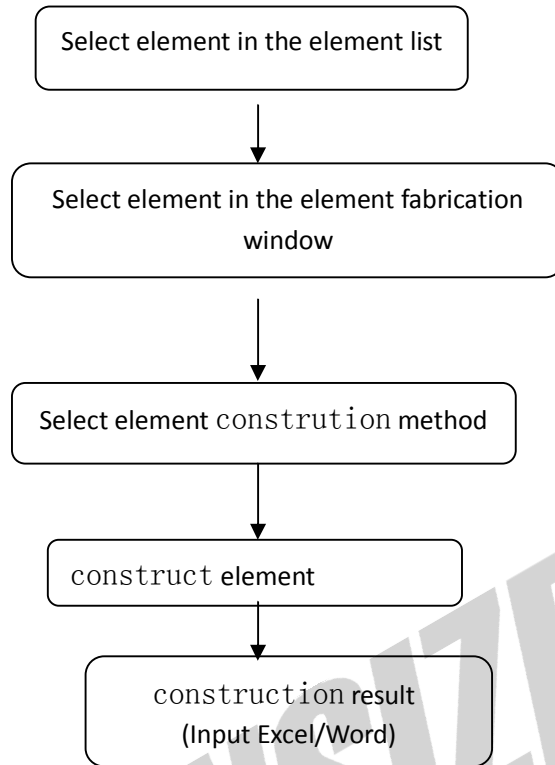 Select element in the element list
Select element in the element fabrication
window
Select element constrution method
construct element
construction result
(Input Excel/Word)